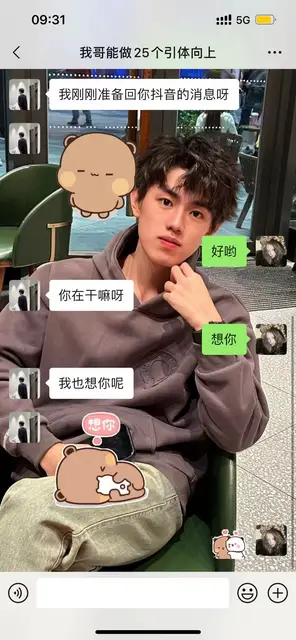 09:31
5G
我哥能做25个引体向上
我刚刚准备回你抖音的消息呀
好哟
你在干嘛呀
想你
我也想你呢
想你